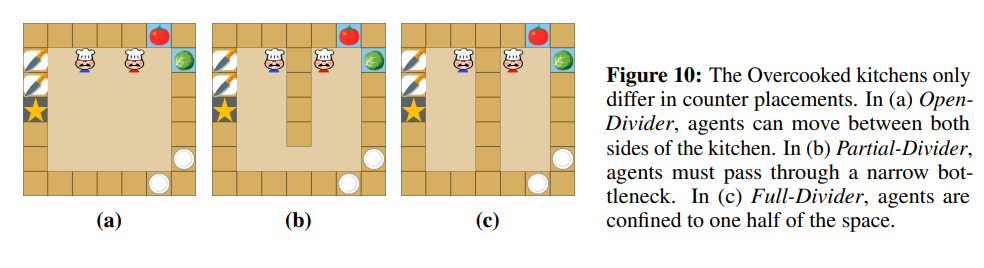 Figure 10: The Overcooked kitchens only
differ in counter placements. In (a) Open-
Divider, agents can move between both
sides of the kitchen. In (b) Partial-Divider,
agents must pass through a narrow bot-
tleneck. In (c) Full-Divider, agents are
confined to one half of the space.
(a)
(b)
(c)